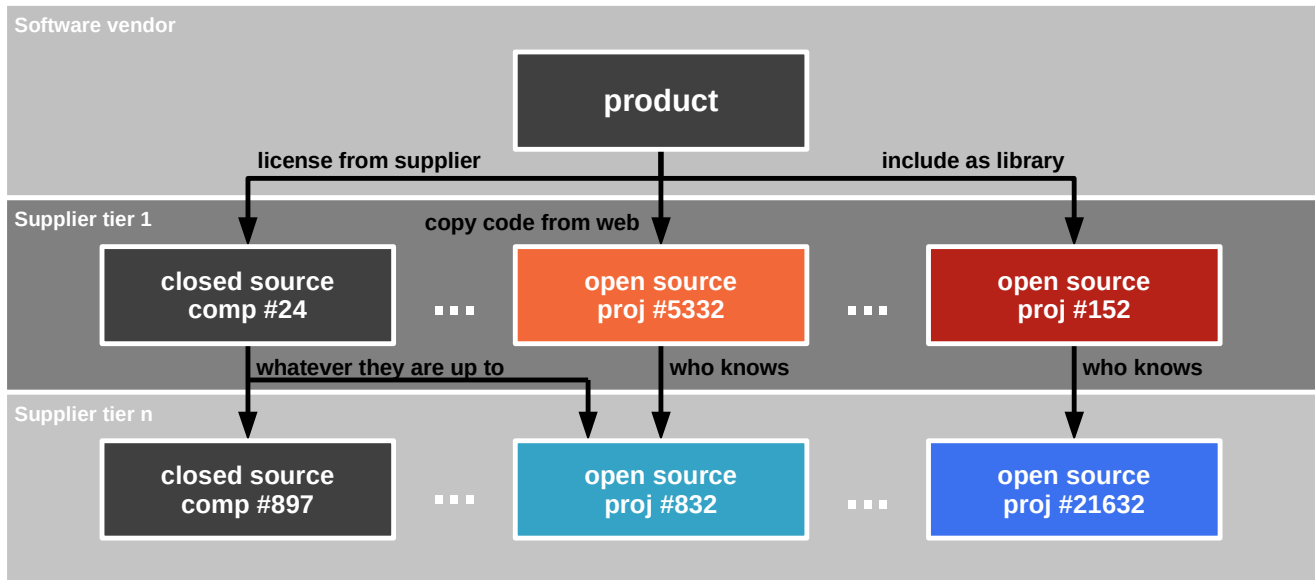 Software vendor
product
license from supplier
include as library
Supplier tier 1
copy code from web
closed source
comp #24
open source
proj #5332
open source
proj #152
whatever they are up to
who knows
who knows
Supplier tier n
closed source
comp #897
open source
proj #832
open source
proj #21632